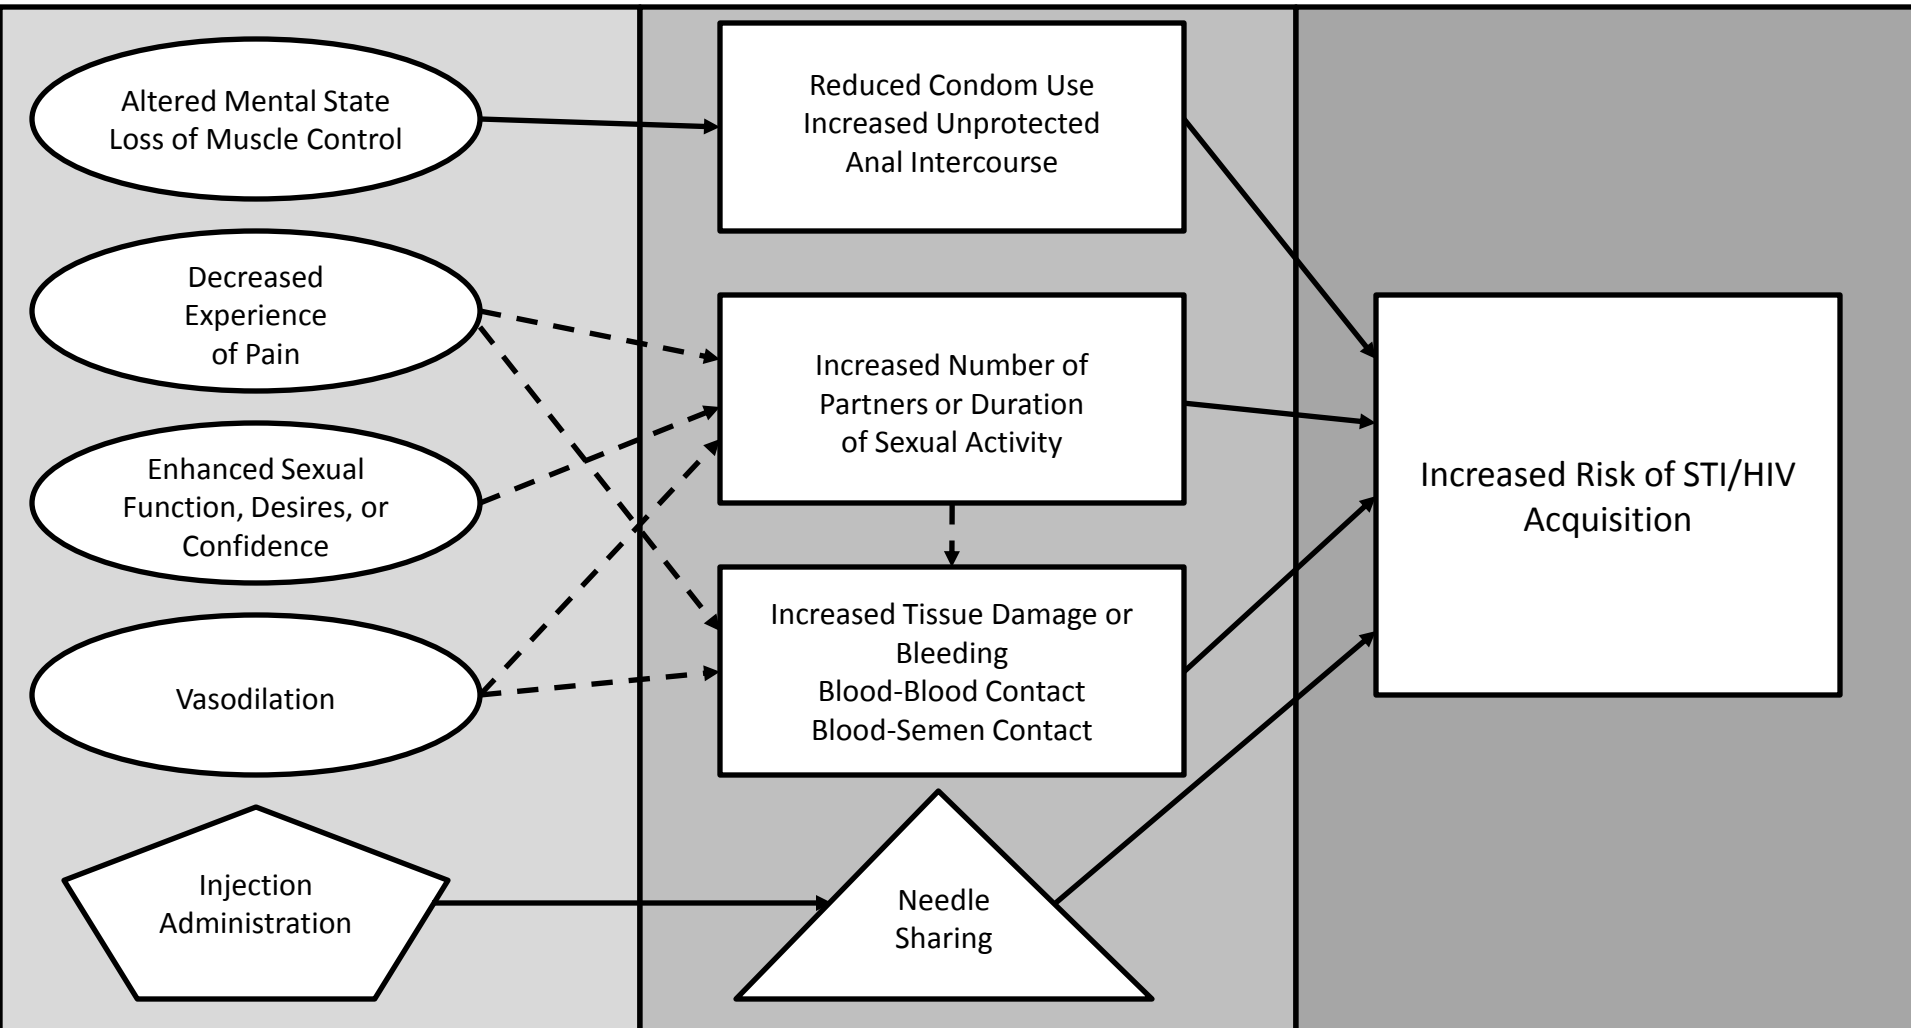 Altered Mental State
Loss of Muscle Control
Decreased
Experience
of Pain
Enhanced Sexual
Function, Desires, or
Confidence
Vasodilation
Injection
Administration
Reduced Condom Use
Increased Unprotected
Anal Intercourse
Increased Number of
Partners or Duration
of Sexual Activity
Increased Tissue Damage or
Bleeding
Blood-Blood Contact
Blood-Semen Contact
Needle
Sharing
Increased Risk of STI/HIV
Acquisition